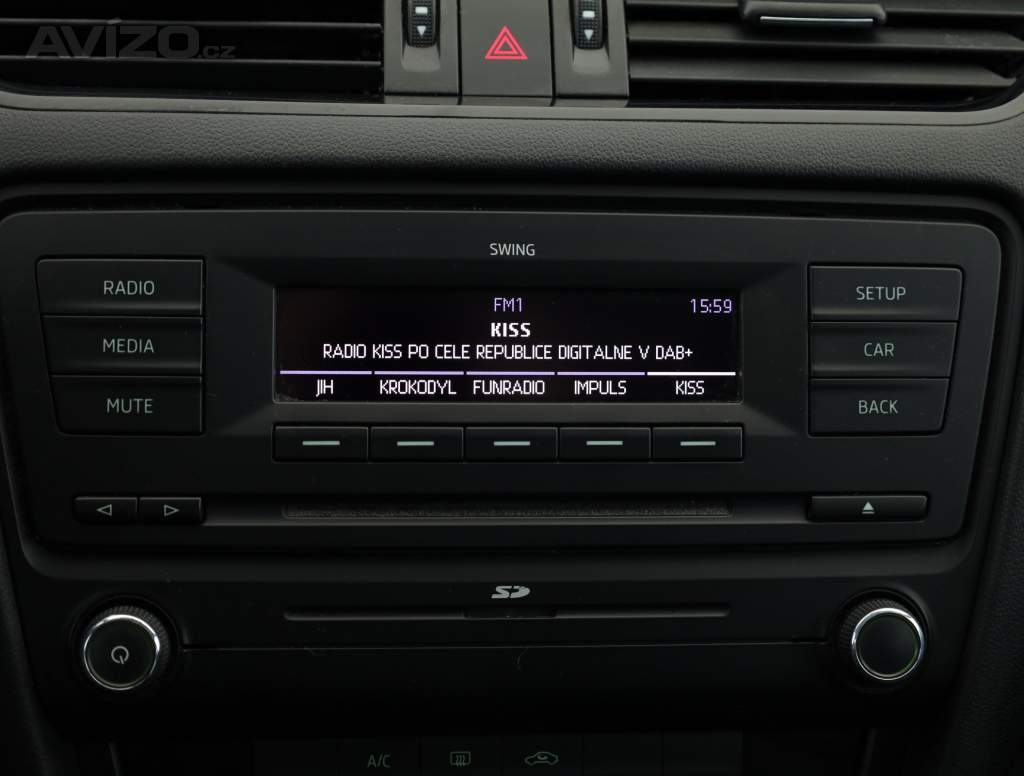 AVÍZO.cz
SWING
RADIO
MEDIA
MUTE
FM1 15:59
KISS
RADIO KISS PO CELE REPUBLICE DIGITALNE V DAB+
JIH KROKODYL FUNRADIO IMPULS KISS
SETUP
CAR
BACK
SD
A/C